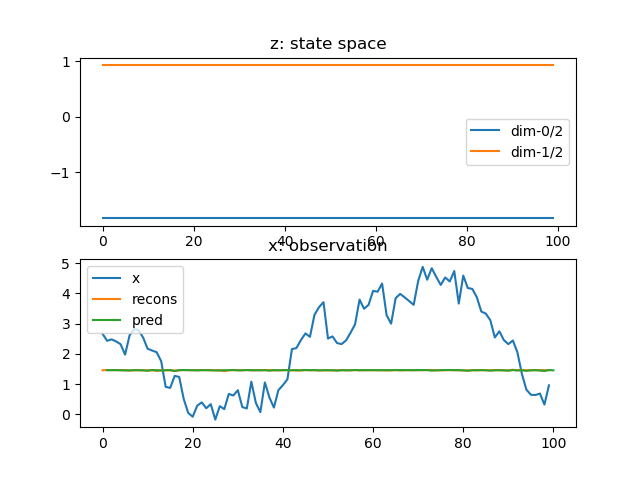 z: state space
1
0
−1
dim-0/2
dim-1/2
0 20 40 60 80 100
x: observation
5
4
3
2
1
0
x
recons
pred
0 20 40 60 80 100